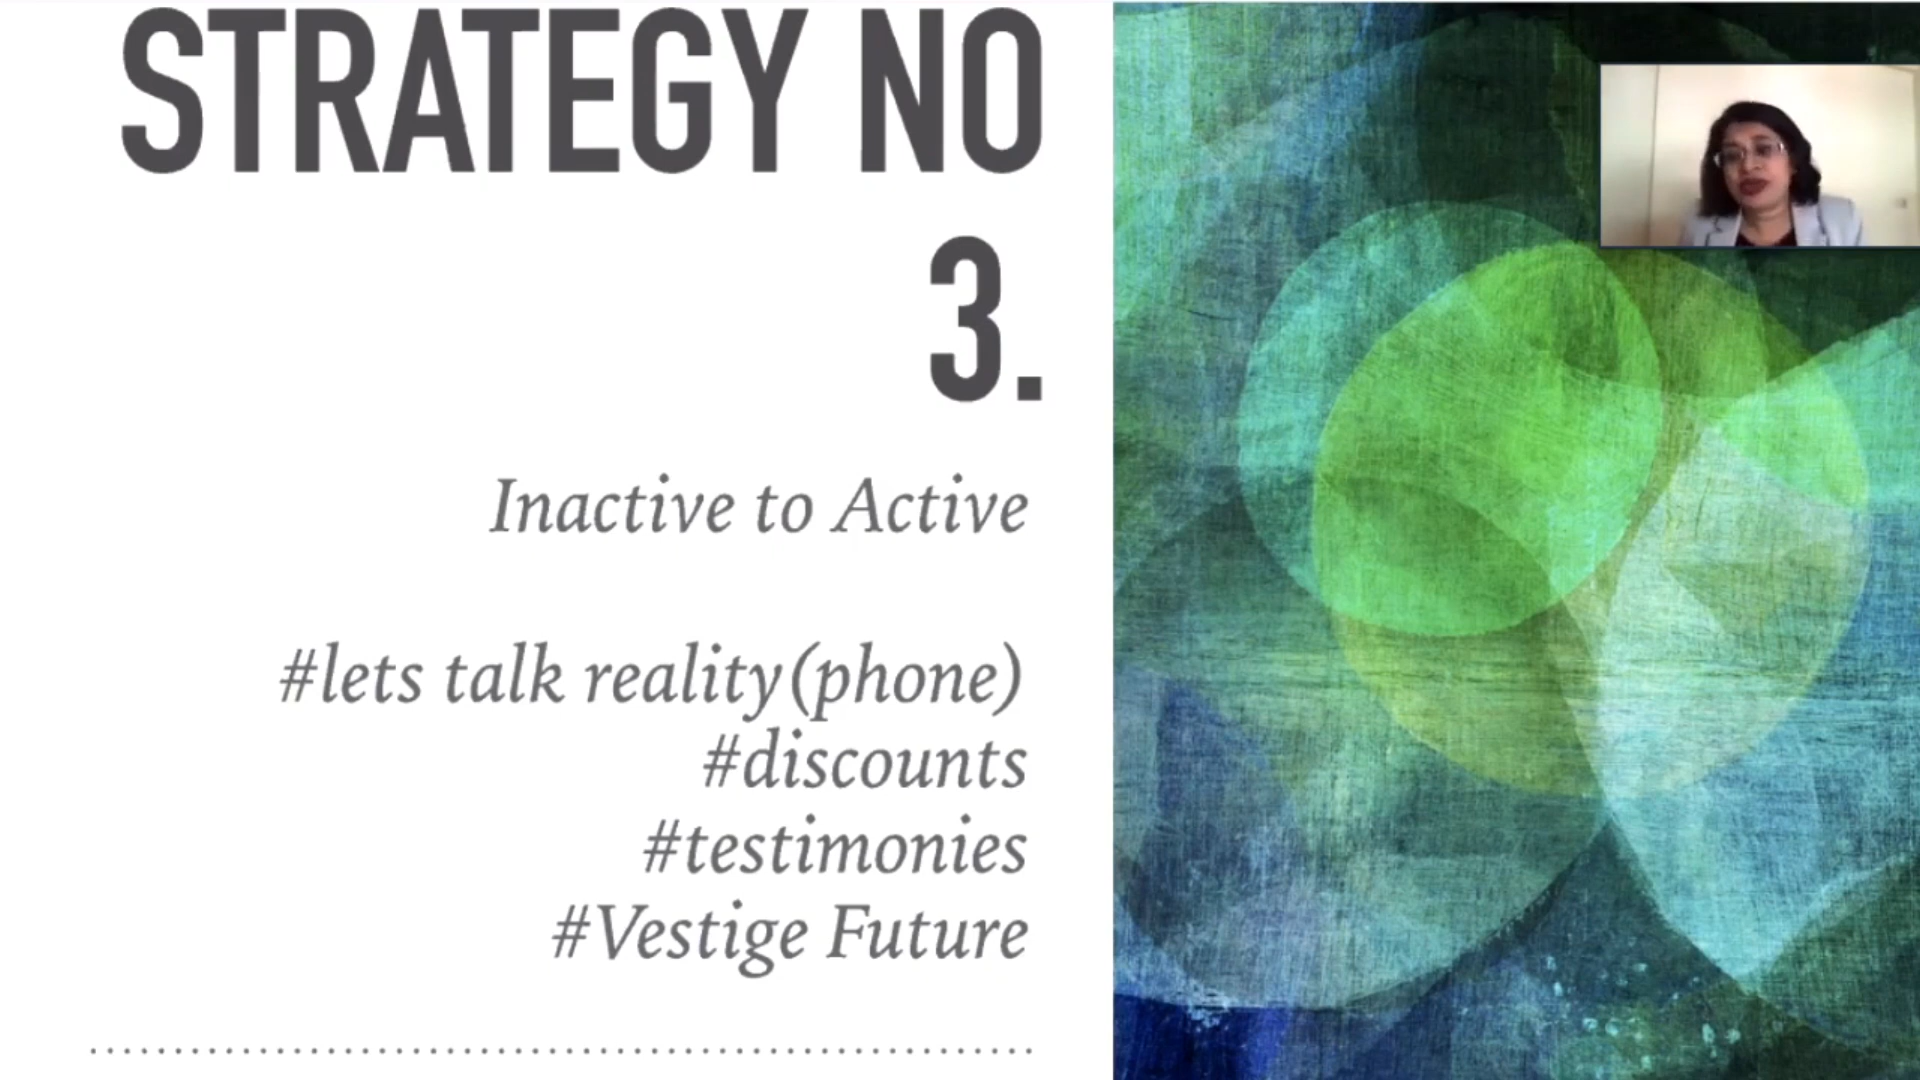 STRATEGY NO
3.
Inactive to Active
#lets talk reality(phone)
#discounts
#testimonies
#Vestige Future